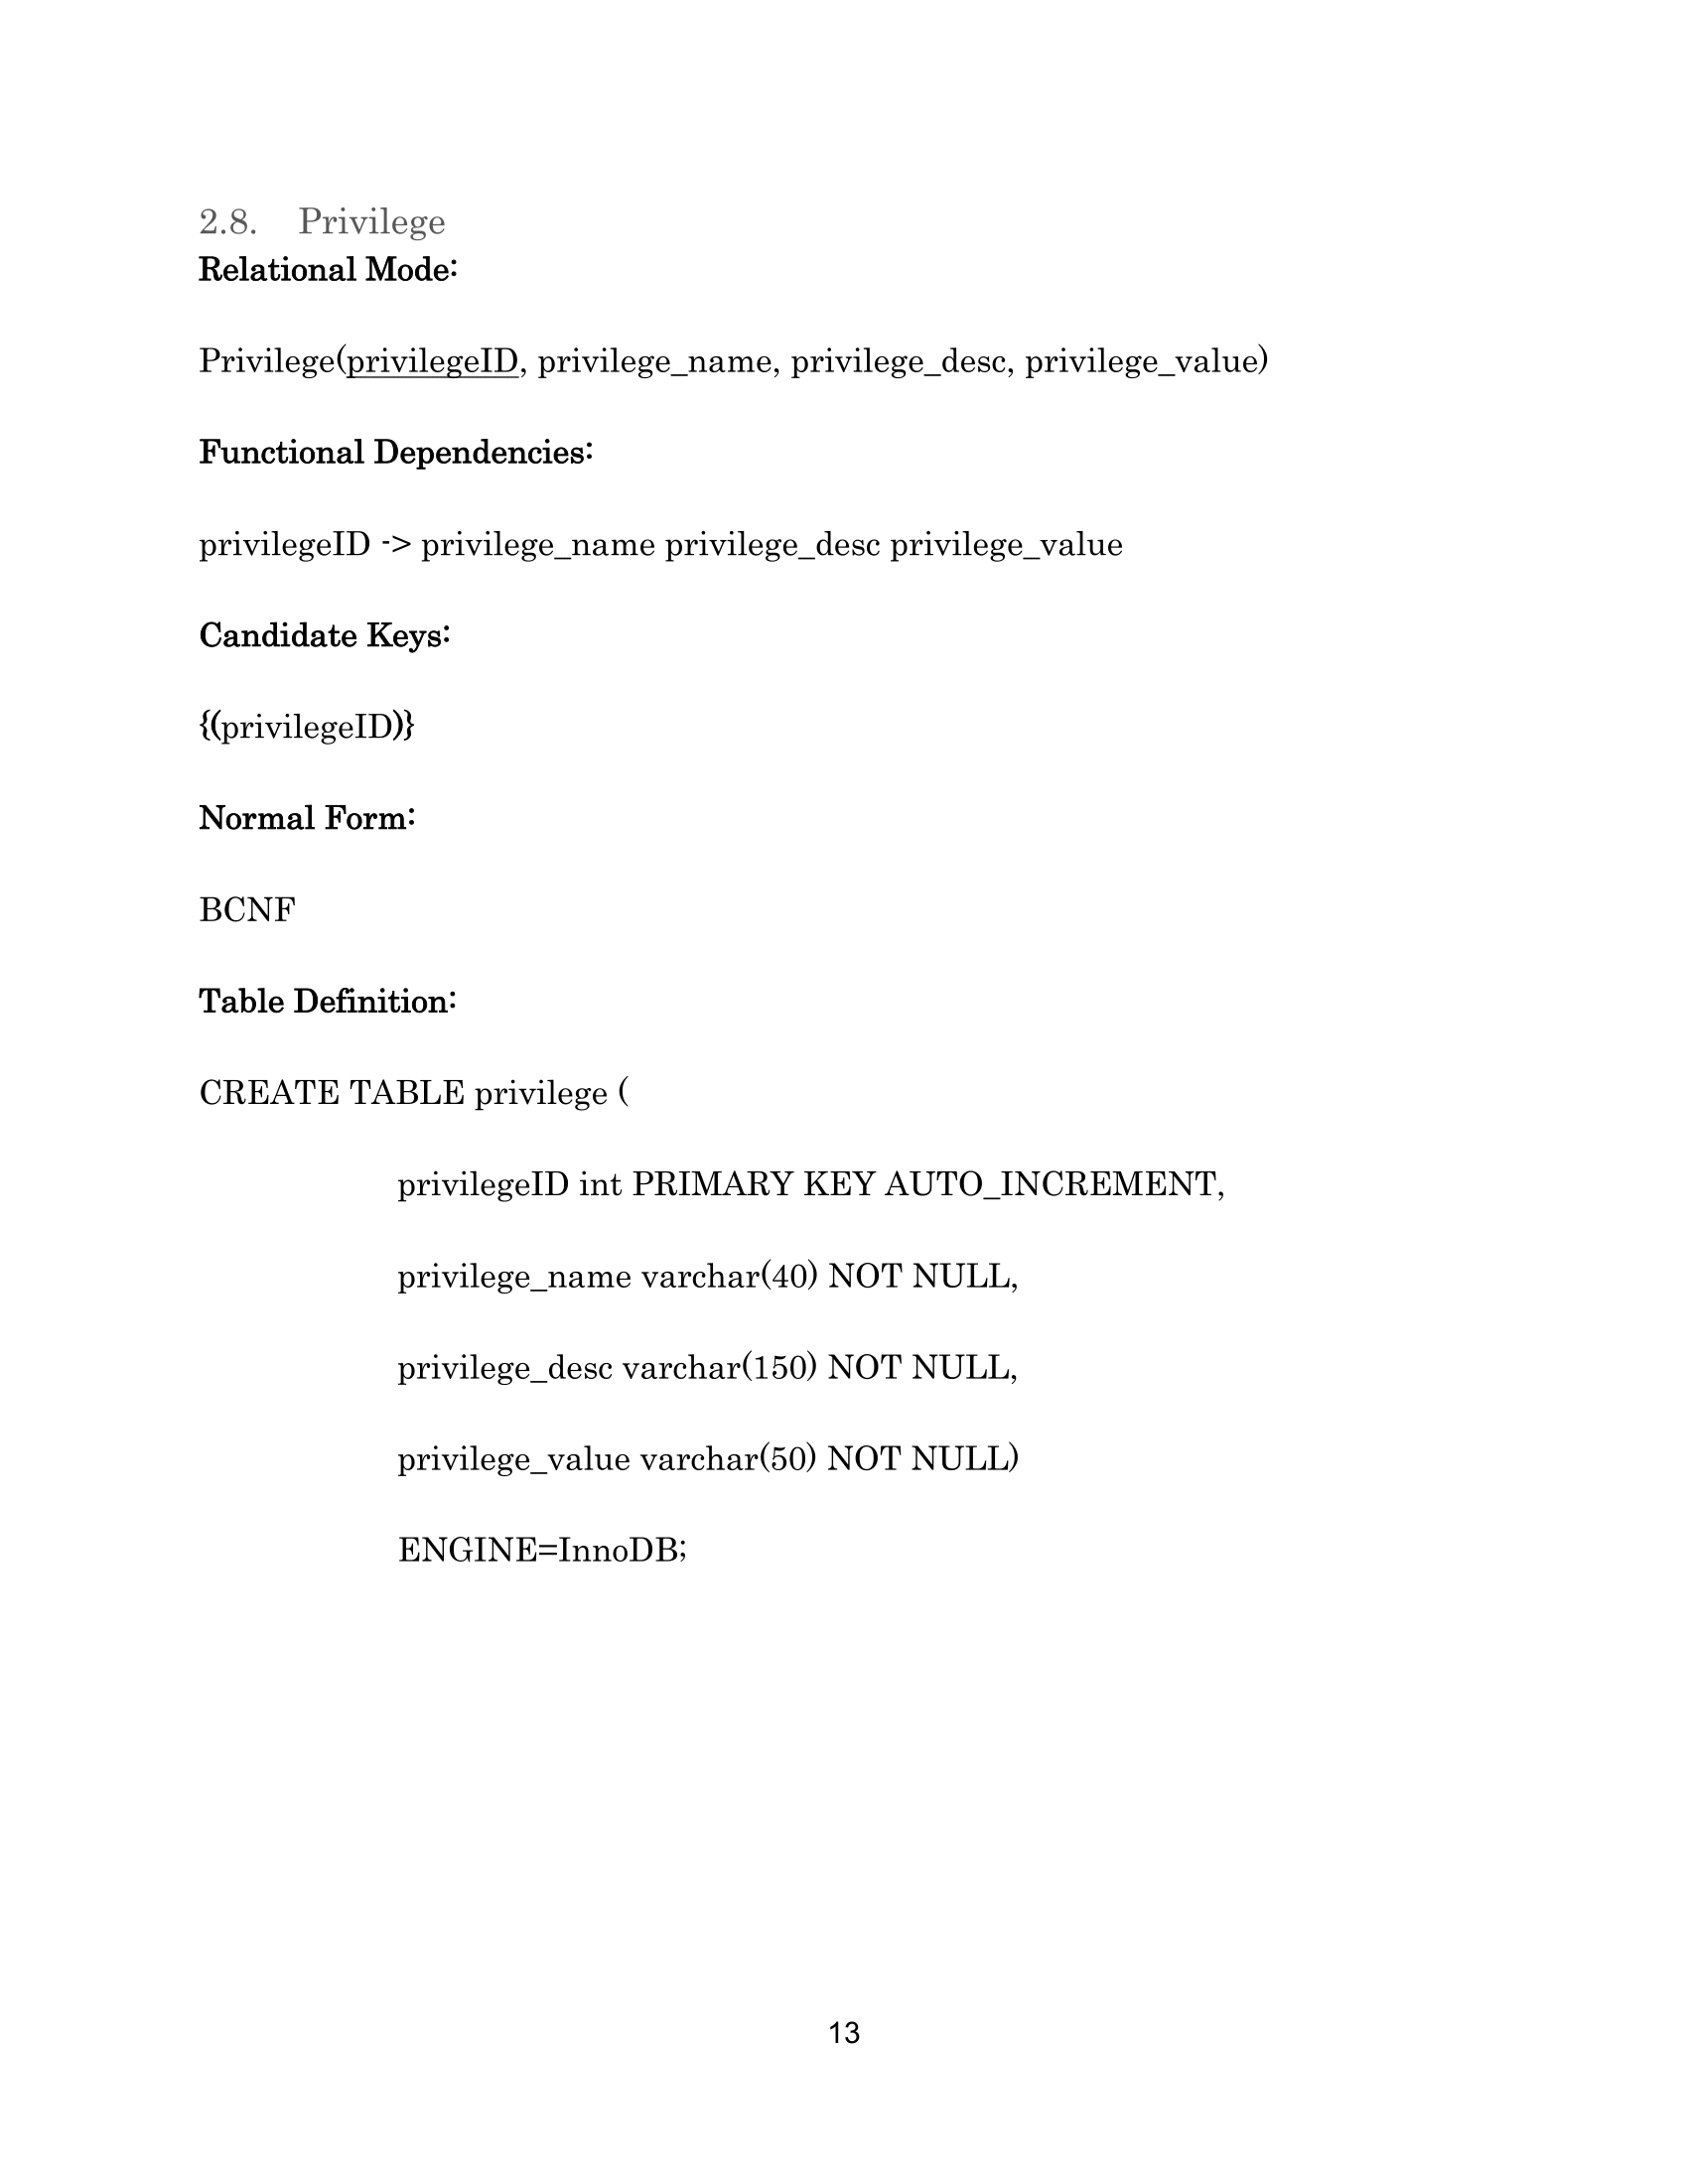 2.8. Privilege
Relational Mode:
Privilege(privilegeID, privilege_name, privilege_desc, privilege_value)
Functional Dependencies:
privilegeID -> privilege_name privilege_desc privilege_value
Candidate Keys:
{(privilegeID)}
Normal Form:
BCNF
Table Definition:
CREATE TABLE privilege (
privilegeID int PRIMARY KEY AUTO_INCREMENT,
privilege_name varchar(40) NOT NULL,
privilege_desc varchar(150) NOT NULL,
privilege_value varchar(50) NOT NULL)
ENGINE=InnoDB;
13